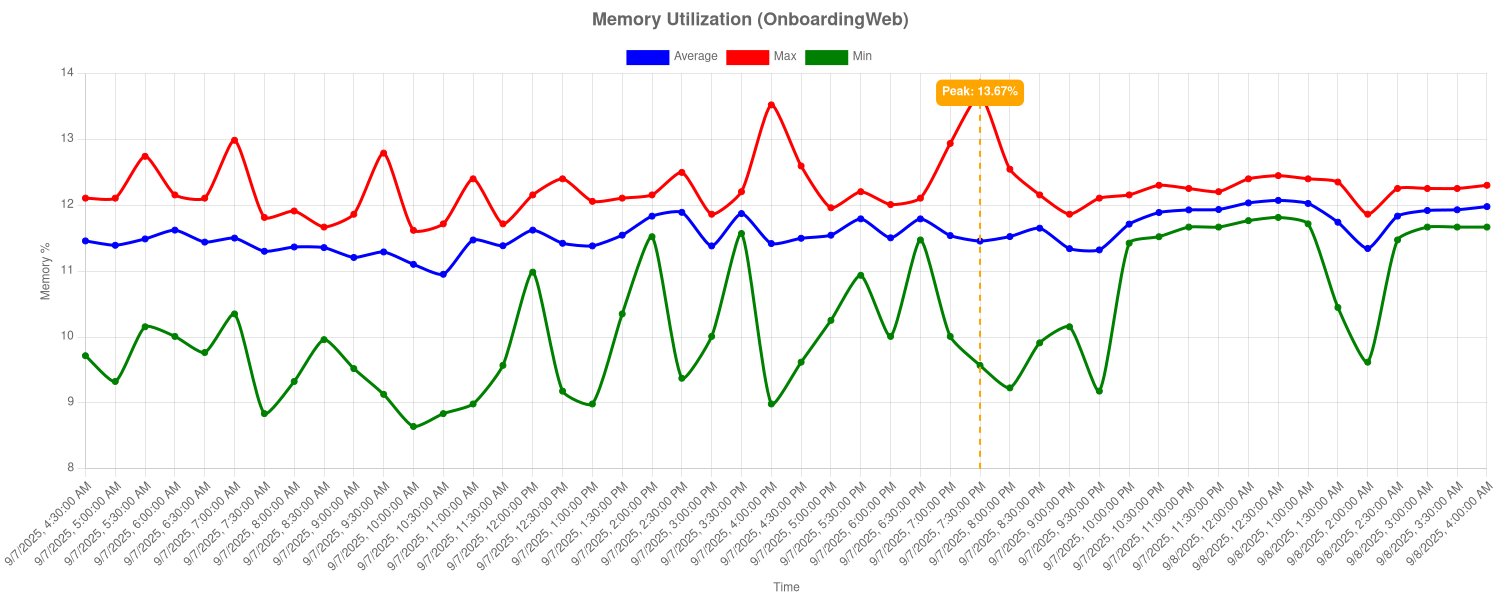 Memory Utilization (OnboardingWeb)
Average Max Min
Peak: 13.67%
14
13
12
11
10
9
8
Memory %
9/7/2025, 4:30:00 AM
9/7/2025, 5:00:00 AM
9/7/2025, 5:30:00 AM
9/7/2025, 6:00:00 AM
9/7/2025, 6:30:00 AM
9/7/2025, 7:00:00 AM
9/7/2025, 7:30:00 AM
9/7/2025, 8:00:00 AM
9/7/2025, 8:30:00 AM
9/7/2025, 9:00:00 AM
9/7/2025, 9:30:00 AM
9/7/2025, 10:00:00 AM
9/7/2025, 10:30:00 AM
9/7/2025, 11:00:00 AM
9/7/2025, 11:30:00 AM
9/7/2025, 12:00:00 PM
9/7/2025, 12:30:00 PM
9/7/2025, 1:00:00 PM
9/7/2025, 1:30:00 PM
9/7/2025, 2:00:00 PM
9/7/2025, 2:30:00 PM
9/7/2025, 3:00:00 PM
9/7/2025, 3:30:00 PM
9/7/2025, 4:00:00 PM
9/7/2025, 4:30:00 PM
9/7/2025, 5:00:00 PM
9/7/2025, 5:30:00 PM
9/7/2025, 6:00:00 PM
9/7/2025, 6:30:00 PM
9/7/2025, 7:00:00 PM
9/7/2025, 7:30:00 PM
9/7/2025, 8:00:00 PM
9/7/2025, 8:30:00 PM
9/7/2025, 9:00:00 PM
9/7/2025, 9:30:00 PM
9/7/2025, 10:00:00 PM
9/7/2025, 10:30:00 PM
9/7/2025, 11:00:00 PM
9/7/2025, 11:30:00 PM
9/8/2025, 12:00:00 AM
9/8/2025, 12:30:00 AM
9/8/2025, 1:00:00 AM
9/8/2025, 1:30:00 AM
9/8/2025, 2:00:00 AM
9/8/2025, 2:30:00 AM
9/8/2025, 3:00:00 AM
9/8/2025, 3:30:00 AM
9/8/2025, 4:00:00 AM
Time